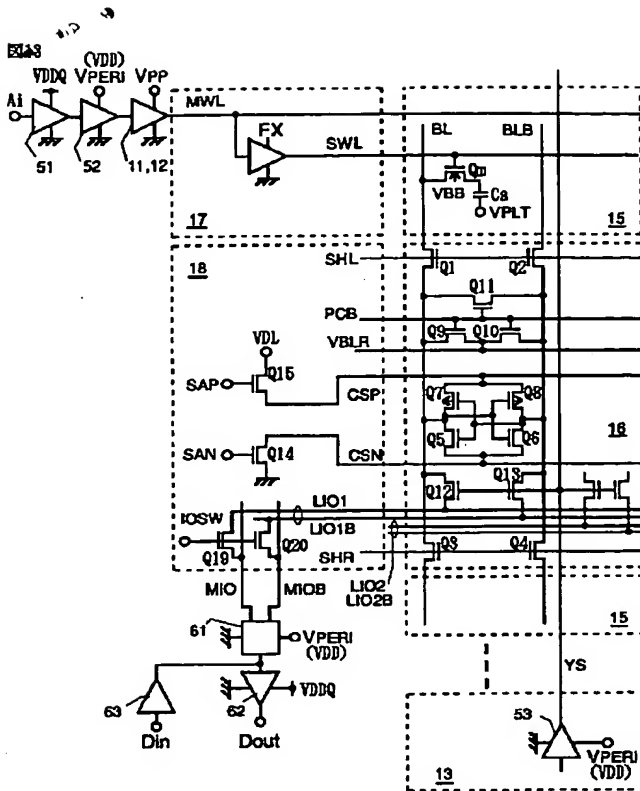 図13
(VDD)
VDDQ VPERI VPP
Ai
MWL
BL BLB
FX
SWL
51 52 11,12
Qm
VBB Ca
VPLT
17
15
18
SHL
Q1 Q2
Q11
PCB
Q9 Q10
VBLR
VDL
Q15
SAP
CSP
Q7 Q8
16
Q5 Q6
SAN
CSN
Q14
Q13
Q12
LIO1
IOSW
LIO1B
Q19 Q20
SHR
Q3 Q4
MIO MIOB
LIO2
LIO2B
61
VPERI
(VDD)
15
YS
63
62
VDDQ
53
Din Dout
VPERI
(VDD)
13